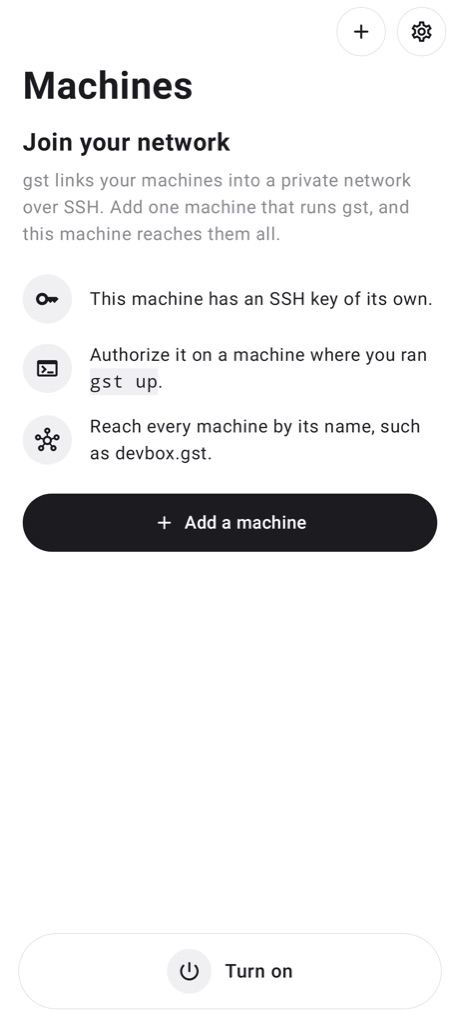 Machines
Join your network
gst links your machines into a private network
over SSH. Add one machine that runs gst, and
this machine reaches them all.
This machine has an SSH key of its own.
Authorize it on a machine where you ran
gst up.
Reach every machine by its name, such
as devbox.gst.
Add a machine
Turn on